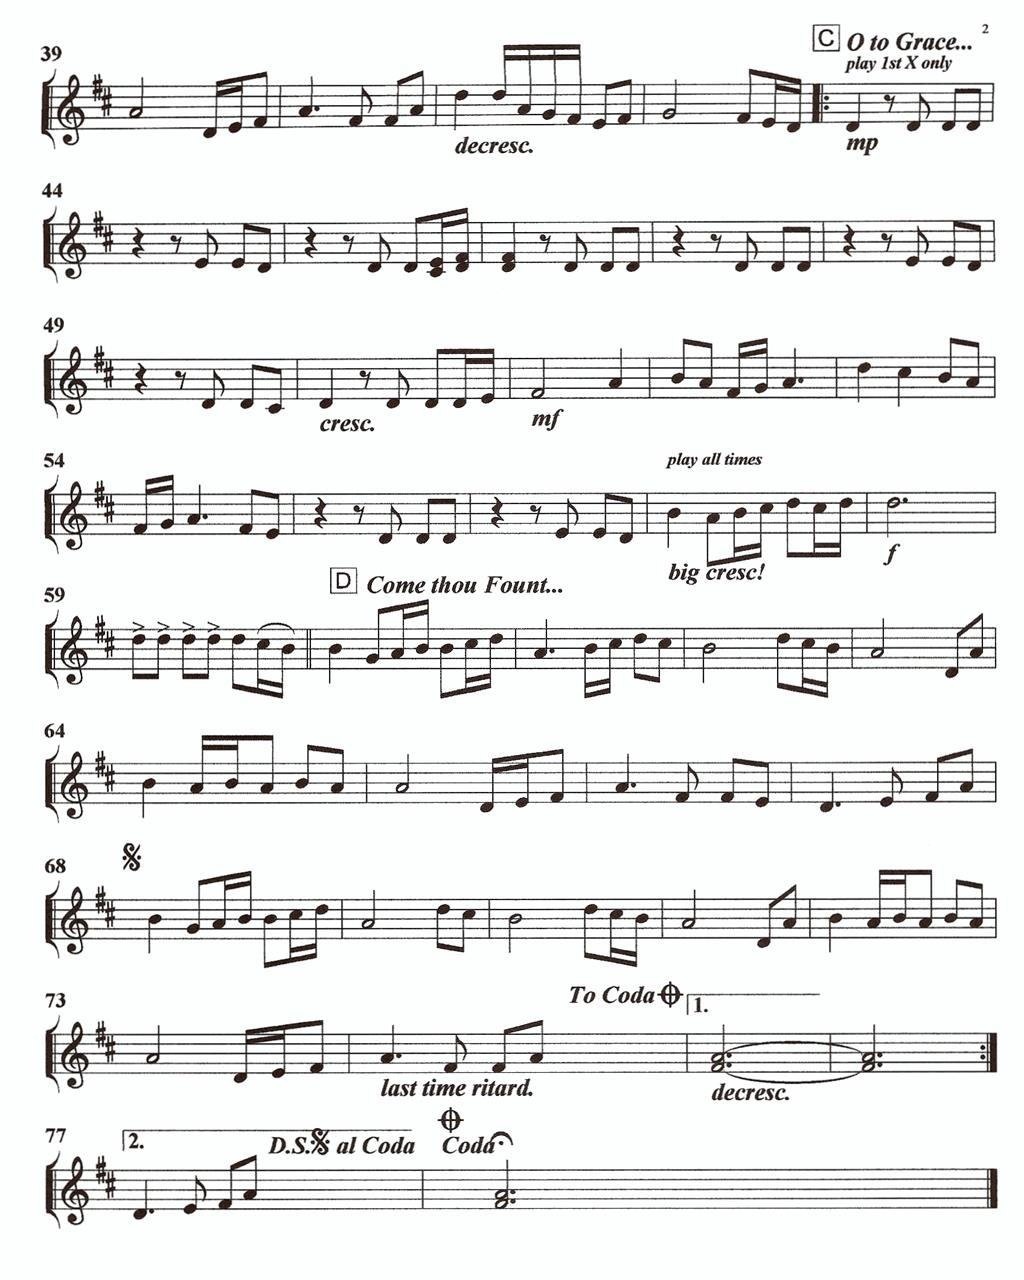 2
C O to Grace...
play 1st X only
39
decresc.
mp
44
49
cresc.
mf
54
play all times
big cresc!
f
D Come thou Fount...
59
64
68
73
To Coda
1.
last time ritard.
decresc.
77
2.
D.S. al Coda
Coda